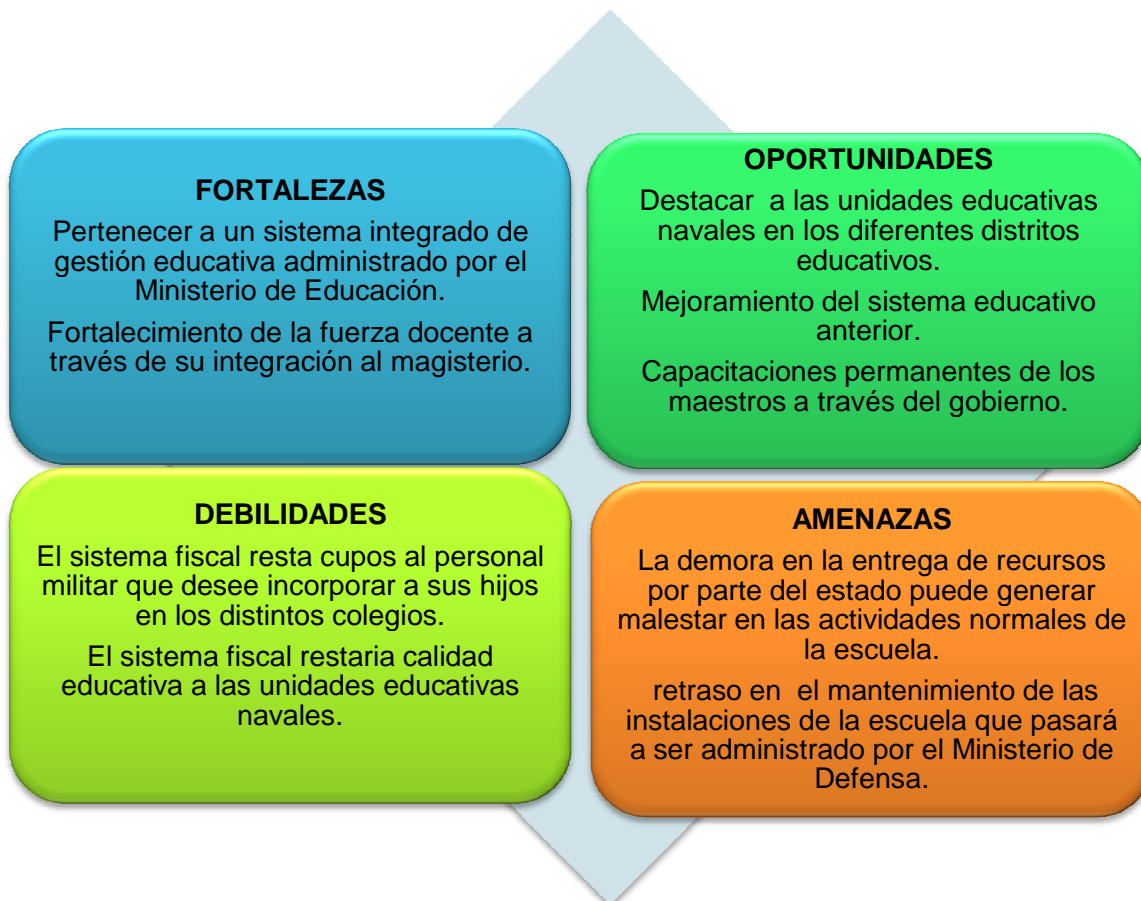 FORTALEZAS
Pertenecer a un sistema integrado de
gestión educativa administrado por el
Ministerio de Educación.
Fortalecimiento de la fuerza docente a
través de su integración al magisterio.
OPORTUNIDADES
Destacar a las unidades educativas
navales en los diferentes distritos
educativos.
Mejoramiento del sistema educativo
anterior.
Capacitaciones permanentes de los
maestros a través del gobierno.
DEBILIDADES
El sistema fiscal resta cupos al personal
militar que desee incorporar a sus hijos
en los distintos colegios.
El sistema fiscal restaria calidad
educativa a las unidades educativas
navales.
AMENAZAS
La demora en la entrega de recursos
por parte del estado puede generar
malestar en las actividades normales de
la escuela.
retraso en el mantenimiento de las
instalaciones de la escuela que pasará
a ser administrado por el Ministerio de
Defensa.